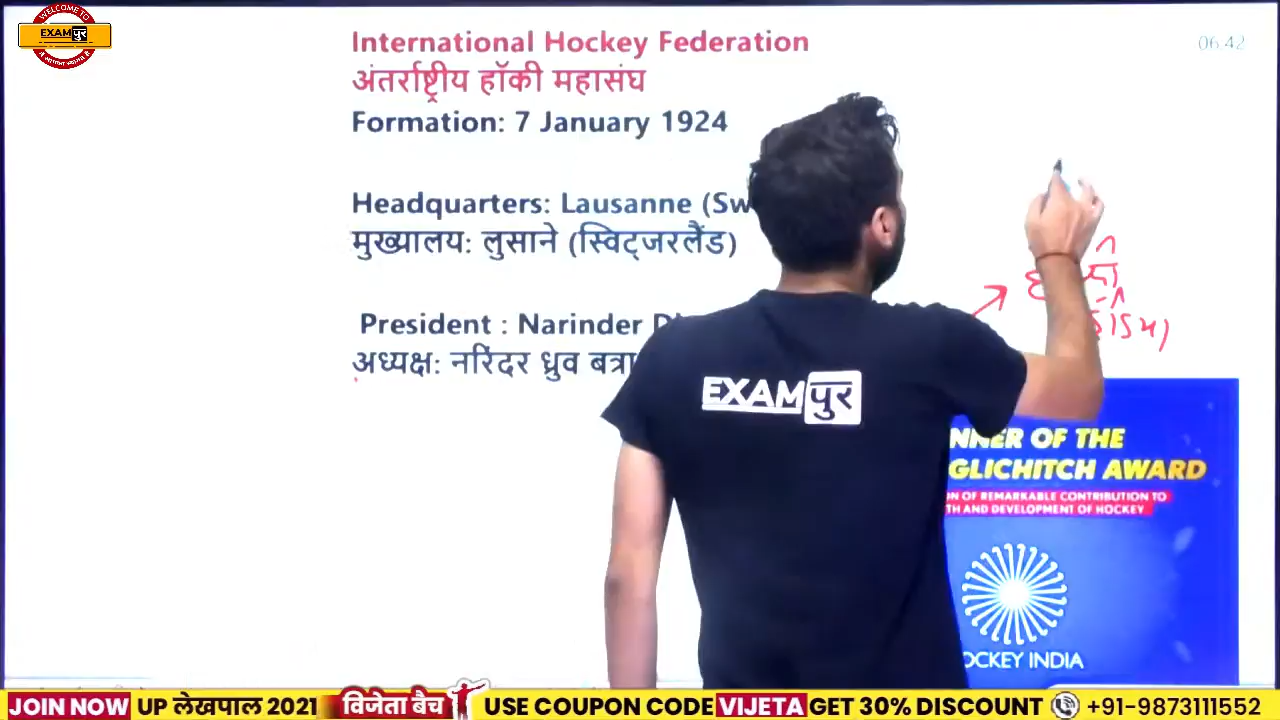 WELCOME TO
EXAMपुर
International Hockey Federation
06:42
अंतर्राष्ट्रीय हॉकी महासंघ
Formation: 7 January 1924
Headquarters: Lausanne (Sw
मुख्यालय: लुसाने (स्विट्जरलैंड)
President : Narinder D
अध्यक्ष: नरिंदर ध्रुव बत्रा
EXAMपुर
NNER OF THE
GLICHITCH AWARD
ON OF REMARKABLE CONTRIBUTION TO
TH AND DEVELOPMENT OF HOCKEY
OCKEY INDIA
JOIN NOW UP लेखपाल 2021 विजेता बैच USE COUPON CODE VIJETA GET 30% DISCOUNT +91-9873111552